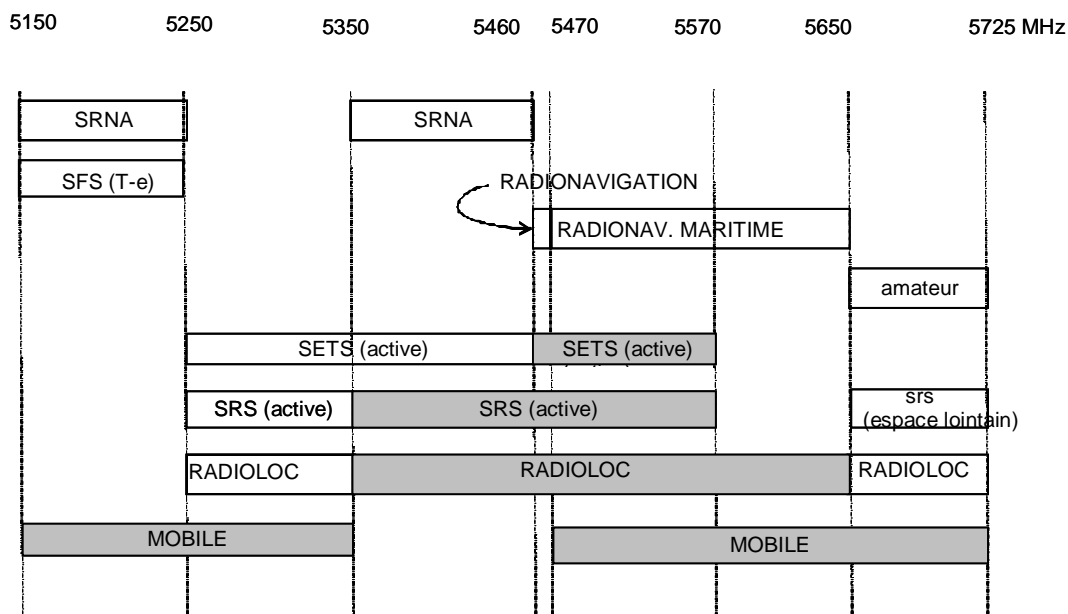 5150 5250 5350 5460 5470 5570 5650 5725 MHz
SRNA SRNA
SFS (T-e)
RADIONAVIGATION
RADIONAV. MARITIME
amateur
SETS (active) SETS (active)
SRS (active) SRS (active) srs
(espace lointain)
RADIOLOC RADIOLOC RADIOLOC
MOBILE MOBILE